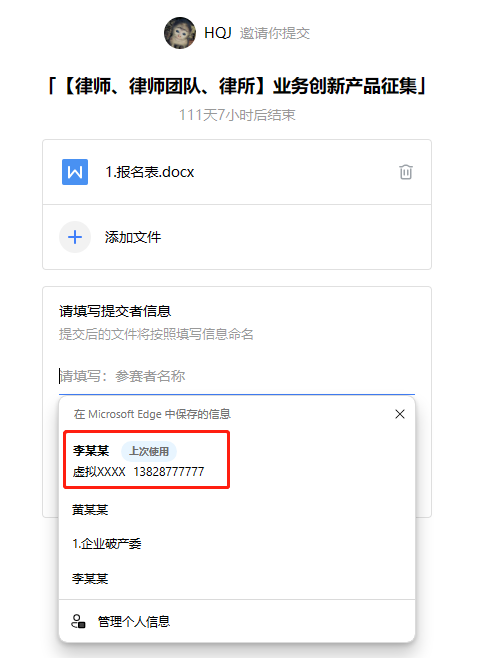 HQJ 邀请你提交
「【律师、律师团队、律所】业务创新产品征集」
111天7小时后结束
1.报名表.docx
添加文件
请填写提交者信息
提交后的文件将按照填写信息命名
请填写：参赛者名称
在 Microsoft Edge 中保存的信息
李某某 上次使用
虚拟XXXX 13828777777
黄某某
1.企业破产委
李某某
管理个人信息